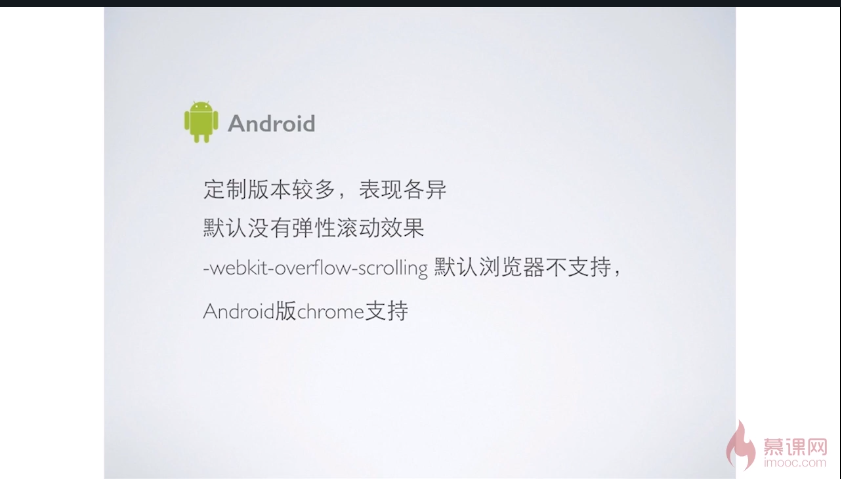 Android
定制版本较多，表现各异
默认没有弹性滚动效果
-webkit-overflow-scrolling 默认浏览器不支持，
Android版chrome支持
慕课网
imooc.com